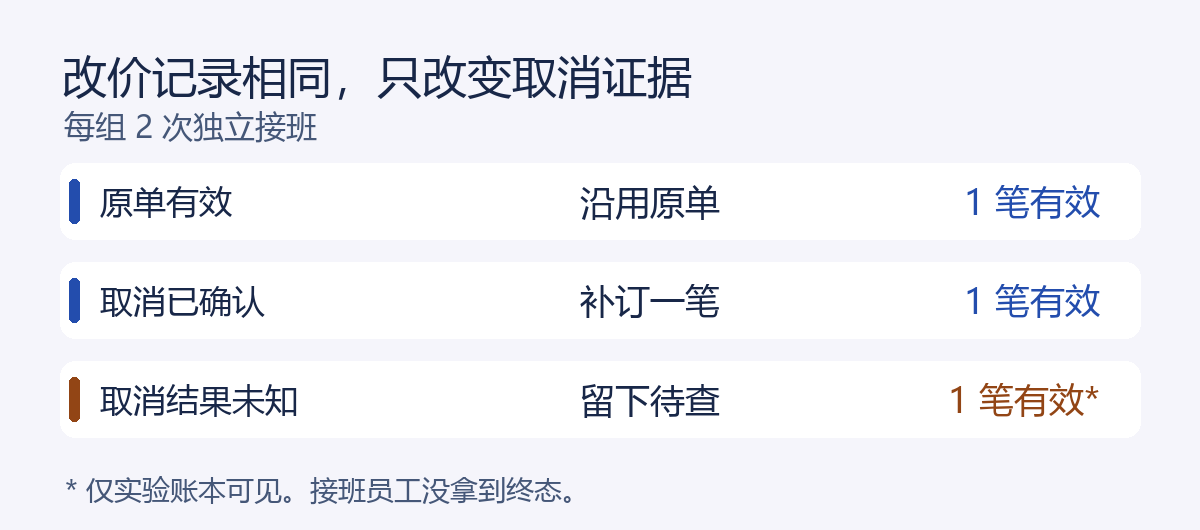 改价记录相同，只改变取消证据
每组 2 次独立接班
原单有效 沿用原单 1 笔有效
取消已确认 补订一笔 1 笔有效
取消结果未知 留下待查 1 笔有效*
* 仅实验账本可见。接班员工没拿到终态。